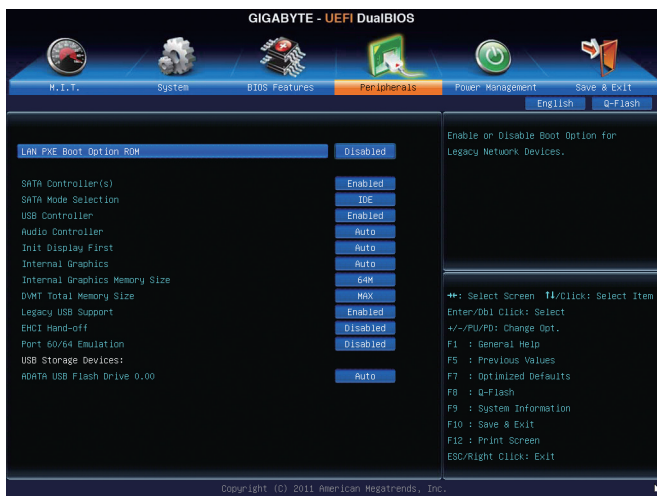 GIGABYTE - UEFI DualBIOS
M.I.T. System BIOS Features Peripherals Power Management Save & Exit
English Q-Flash
LAN PXE Boot Option ROM Disabled
SATA Controller(s) Enabled
SATA Mode Selection IDE
USB Controller Enabled
Audio Controller Auto
Init Display First Auto
Internal Graphics Auto
Internal Graphics Memory Size 64M
DVMT Total Memory Size MAX
Legacy USB Support Enabled
EHCI Hand-off Disabled
Port 60/64 Emulation Disabled
USB Storage Devices:
ADATA USB Flash Drive 0.00 Auto
Enable or Disable Boot Option for
Legacy Network Devices.
→←: Select Screen ↑↓/Click: Select Item
Enter/Dbl Click: Select
+/-/PU/PD: Change Opt.
F1 : General Help
F5 : Previous Values
F7 : Optimized Defaults
F8 : Q-Flash
F9 : System Information
F10 : Save & Exit
F12 : Print Screen
ESC/Right Click: Exit
Copyright (C) 2011 American Megatrends, Inc.